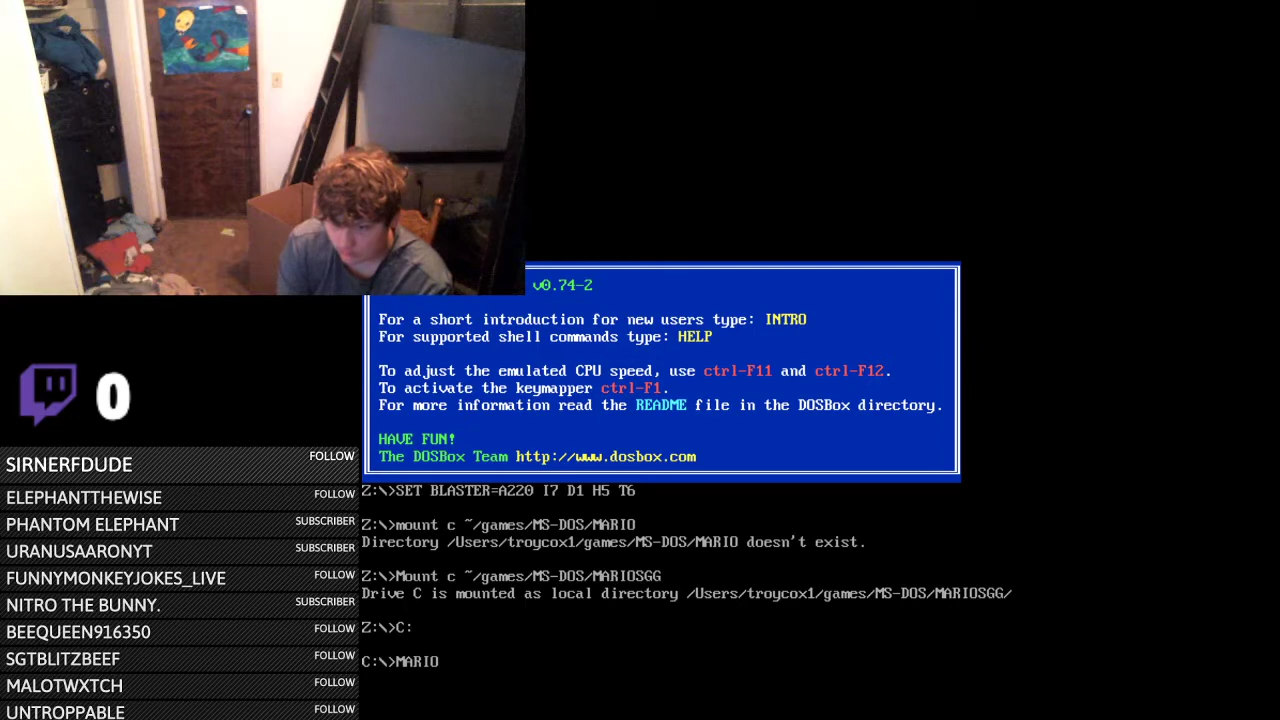 v0.74-2
For a short introduction for new users type: INTRO
For supported shell commands type: HELP
To adjust the emulated CPU speed, use ctrl-F11 and ctrl-F12.
To activate the keymapper ctrl-F1.
For more information read the README file in the DOSBox directory.
HAVE FUN!
The DOSBox Team http://www.dosbox.com
Z:\>SET BLASTER=A220 I7 D1 H5 T6
Z:\>mount c ~/games/MS-DOS/MARIO
Directory /Users/troycox1/games/MS-DOS/MARIO doesn't exist.
Z:\>Mount c ~/games/MS-DOS/MARIOSGG
Drive C is mounted as local directory /Users/troycox1/games/MS-DOS/MARIOSGG/
Z:\>C:
C:\>MARIO
0
SIRNERFDUDE FOLLOW
ELEPHANTTHEWISE FOLLOW
PHANTOM ELEPHANT SUBSCRIBER
URANUSAARONYT SUBSCRIBER
FUNNYMONKEYJOKES_LIVE FOLLOW
NITRO THE BUNNY. SUBSCRIBER
BEEQUEEN916350 FOLLOW
SGTBLITZBEEF FOLLOW
MALOTWXTCH FOLLOW
UNTROPPABLE FOLLOW